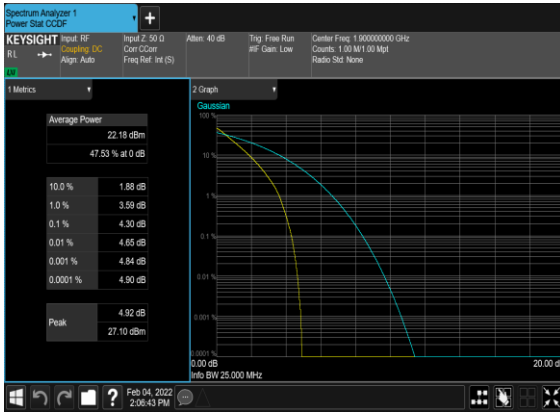 Spectrum Analyzer 1
Power Stat CCDF
KEYSIGHT
RL
Input: RF
Coupling: DC
Align: Auto
Input Z: 50 Ω
Corr CCorr
Freq Ref: Int (S)
Atten: 40 dB
Trig: Free Run
#IF Gain: Low
Center Freq: 1.900000000 GHz
Counts: 1.00 M/1.00 Mpt
Radio Std: None
1 Metrics
Average Power
22.18 dBm
47.53 % at 0 dB
10.0 % 1.88 dB
1.0 % 3.59 dB
0.1 % 4.30 dB
0.01 % 4.65 dB
0.001 % 4.84 dB
0.0001 % 4.90 dB
Peak
4.92 dB
27.10 dBm
2 Graph
Gaussian
100 %
10 %
1 %
0.1 %
0.01 %
0.001 %
0.0001 %
0.00 dB
20.00 d
Info BW 25.000 MHz
?
Feb 04, 2022
2:06:43 PM